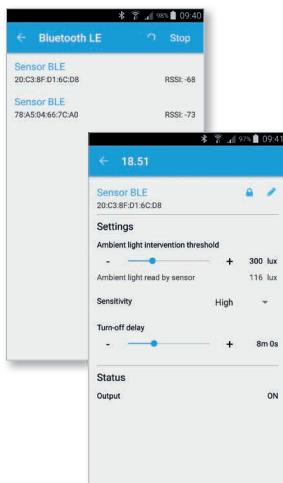 98% 09:40
← Bluetooth LE Stop
Sensor BLE
20:C3:8F:D1:6C:D8 RSSI: -68
Sensor BLE
78:A5:04:66:7C:A0 RSSI: -73
97% 09:41
← 18.51
Sensor BLE
20:C3:8F:D1:6C:D8
Settings
Ambient light intervention threshold
- + 300 lux
Ambient light read by sensor 116 lux
Sensitivity High
Turn-off delay
- + 8m 0s
Status
Output ON